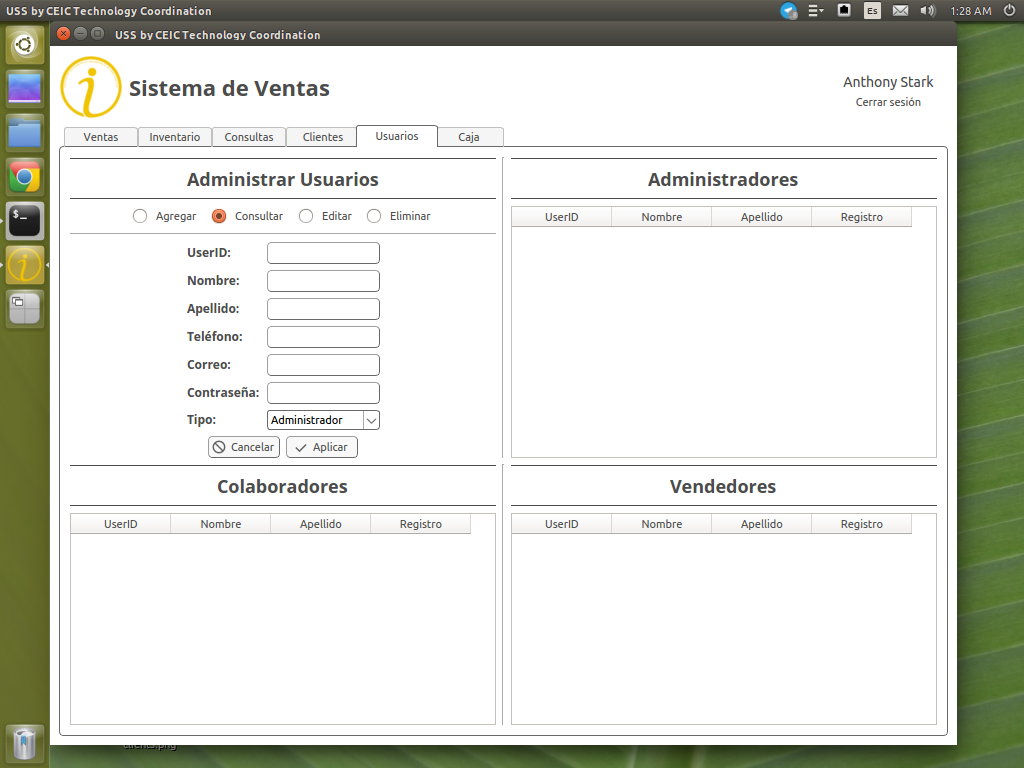 USS by CEIC Technology Coordination
Es
1:28 AM
USS by CEIC Technology Coordination
i Sistema de Ventas
Anthony Stark
Cerrar sesión
Ventas Inventario Consultas Clientes Usuarios Caja
Administrar Usuarios
Agregar Consultar Editar Eliminar
UserID:
Nombre:
Apellido:
Teléfono:
Correo:
Contraseña:
Tipo: Administrador
Cancelar Aplicar
Administradores
UserID Nombre Apellido Registro
Colaboradores
UserID Nombre Apellido Registro
Vendedores
UserID Nombre Apellido Registro